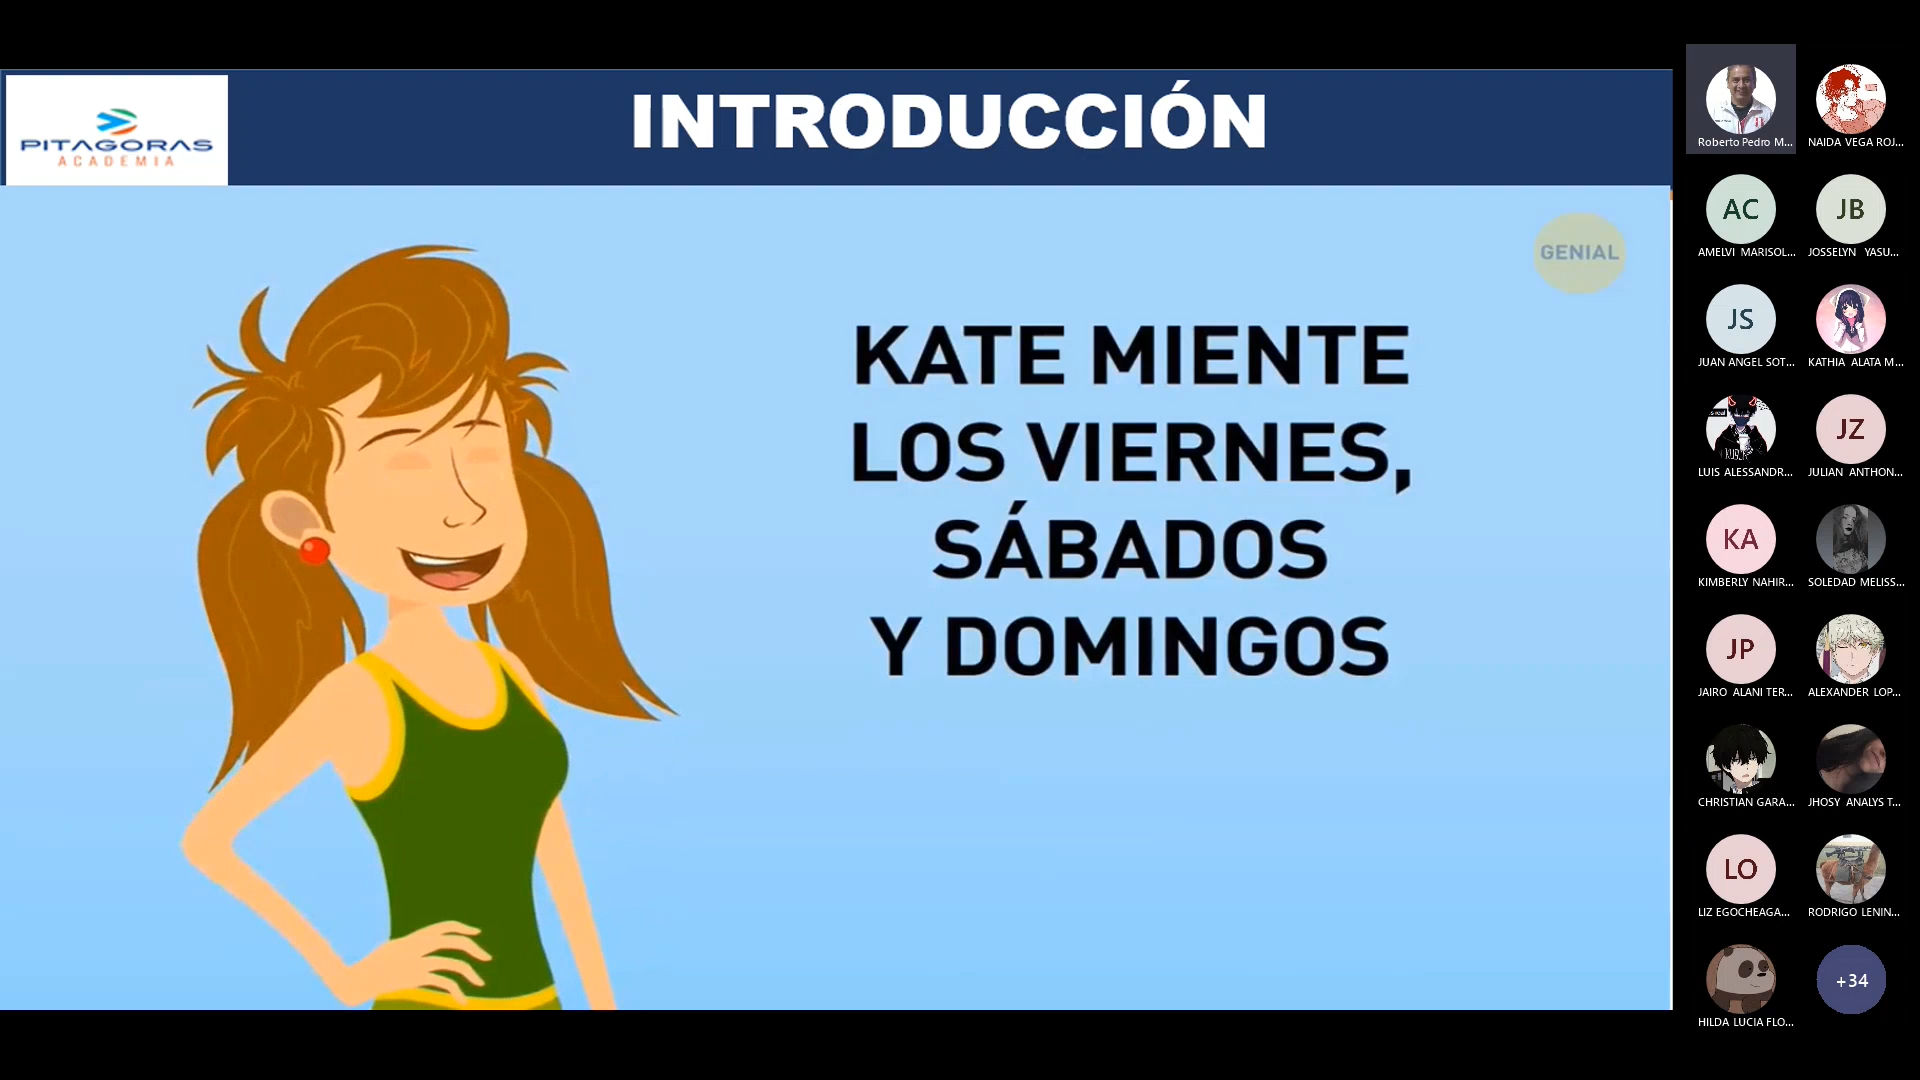 PITAGORAS
ACADEMIA
INTRODUCCIÓN
GENIAL
KATE MIENTE
LOS VIERNES,
SÁBADOS
Y DOMINGOS
Roberto Pedro M...
NAIDA VEGA ROJ...
AC
JB
AMELVI MARISOL...
JOSSELYN YASU...
JS
JUAN ANGEL SOT...
KATHIA ALATA M...
JZ
LUIS ALESSANDR...
JULIAN ANTHON...
KA
KIMBERLY NAHIR...
SOLEDAD MELISS...
JP
JAIRO ALANI TER...
ALEXANDER LOP...
CHRISTIAN GARA...
JHOSY ANALYS T...
LO
LIZ EGOCHEAGA...
RODRIGO LENIN...
+34
HILDA LUCIA FLO...